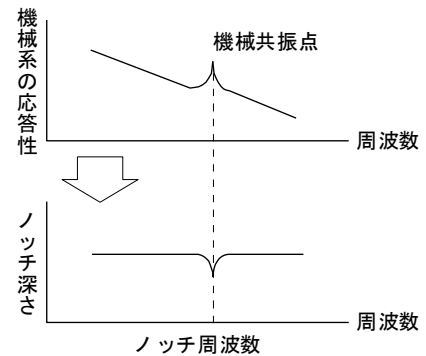 機械系の応答性
機械共振点
周波数
ノッチ深さ
周波数
ノッチ周波数